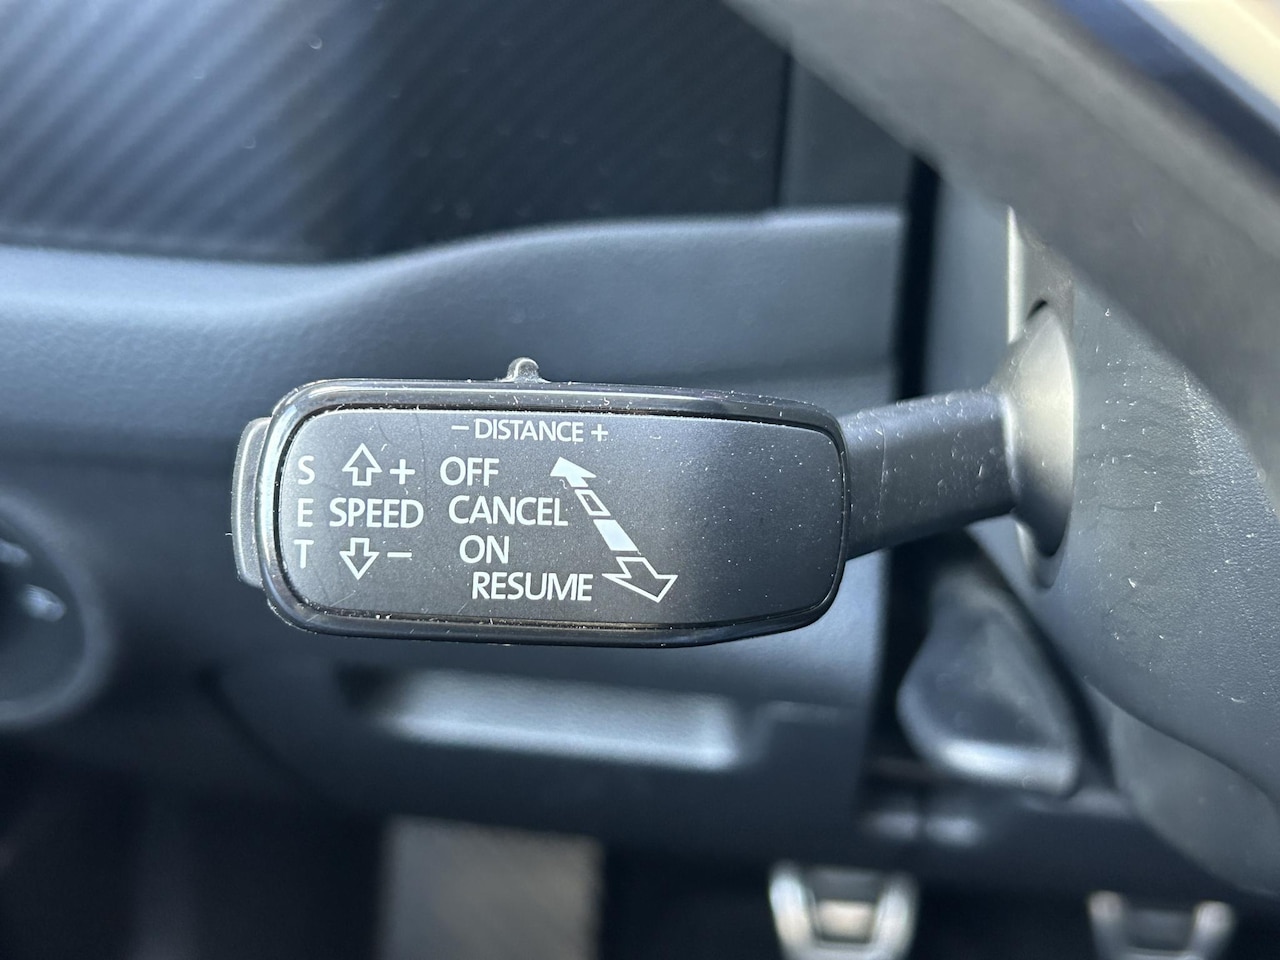 − DISTANCE +
S + OFF
E SPEED CANCEL
T − ON
RESUME